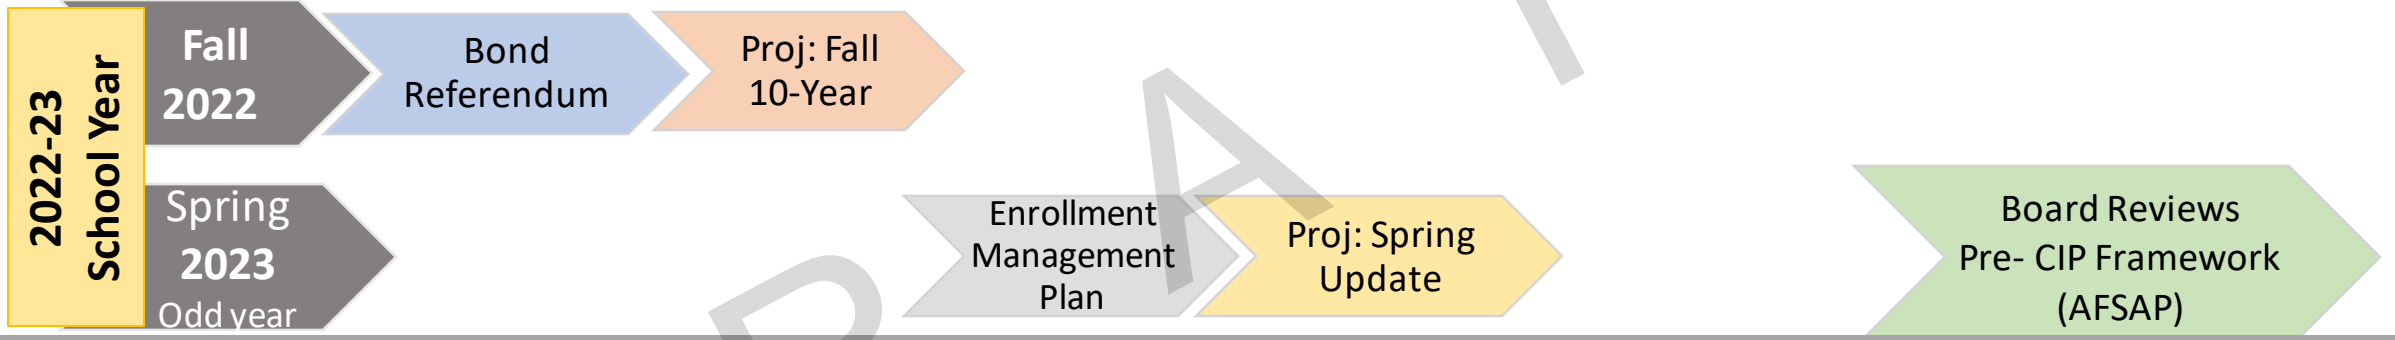 2022-23
School Year
Fall
2022
Bond
Referendum
Proj: Fall
10-Year
Spring
2023
Odd year
Enrollment
Management
Plan
Proj: Spring
Update
Board Reviews
Pre- CIP Framework
(AFSAP)